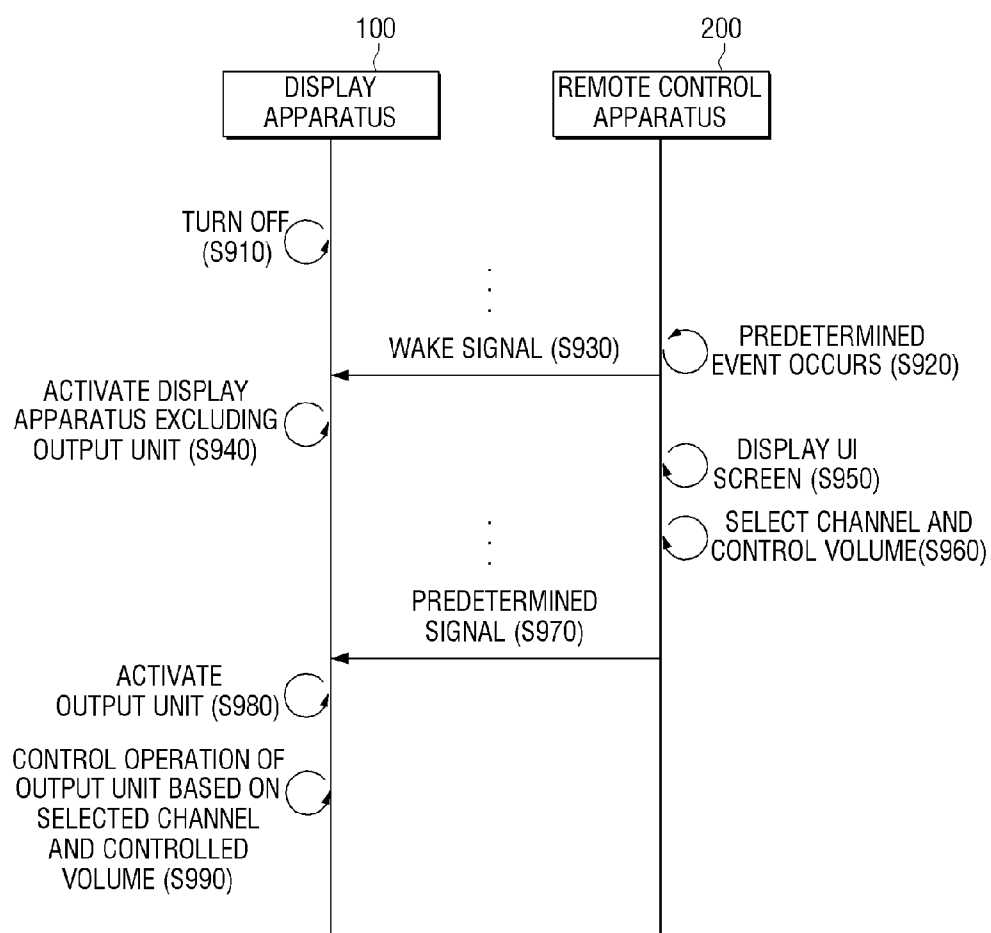 100
200
DISPLAY
APPARATUS
REMOTE CONTROL
APPARATUS
TURN OFF
(S910)
WAKE SIGNAL (S930)
PREDETERMINED
EVENT OCCURS (S920)
ACTIVATE DISPLAY
APPARATUS EXCLUDING
OUTPUT UNIT (S940)
DISPLAY UI
SCREEN (S950)
SELECT CHANNEL AND
CONTROL VOLUME(S960)
PREDETERMINED
SIGNAL (S970)
ACTIVATE
OUTPUT UNIT (S980)
CONTROL OPERATION OF
OUTPUT UNIT BASED ON
SELECTED CHANNEL
AND CONTROLLED
VOLUME (S990)